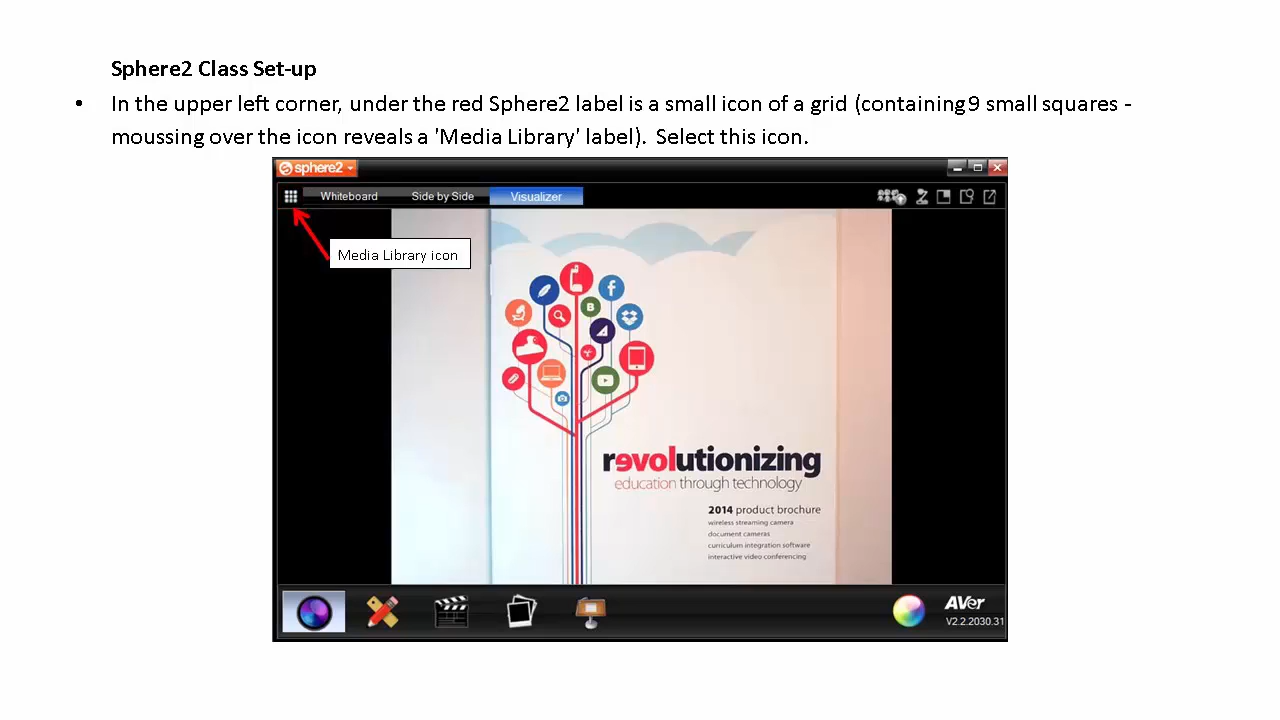 Sphere2 Class Set-up
• In the upper left corner, under the red Sphere2 label is a small icon of a grid (containing 9 small squares -
moussing over the icon reveals a 'Media Library' label). Select this icon.
sphere2
Whiteboard Side by Side Visualizer
Media Library icon
B
revolutionizing
education through technology
2014 product brochure
wireless streaming camera
document cameras
curriculum integration software
interactive video conferencing
AVer
V2.2.2030.31